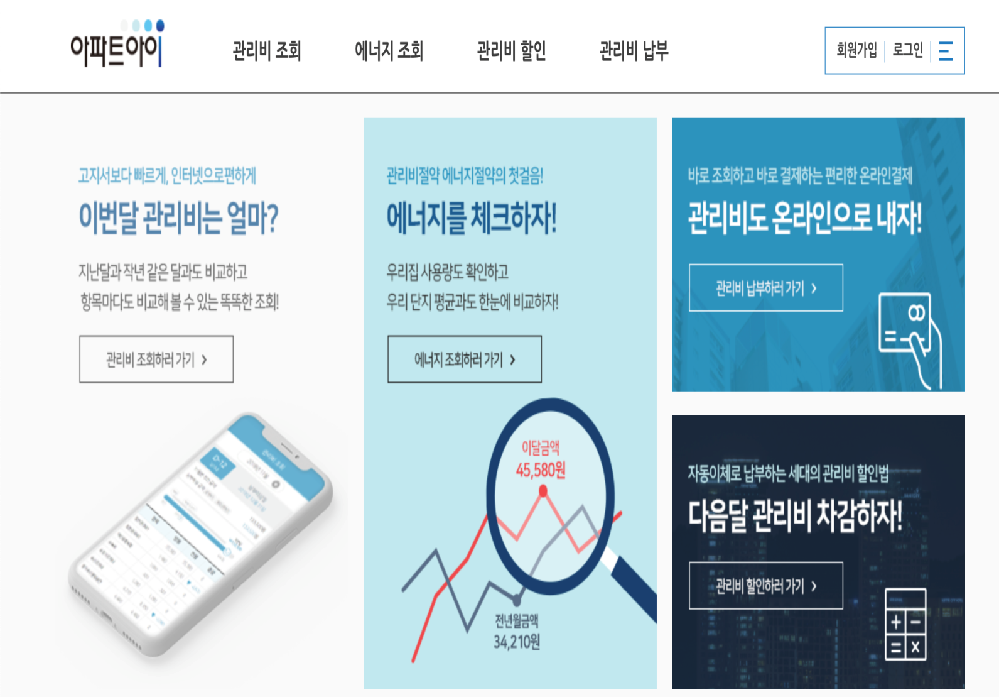 아파트아이
관리비 조회
에너지 조회
관리비 할인
관리비 납부
회원가입
로그인
고지서보다 빠르게, 인터넷으로편하게
이번달 관리비는 얼마?
지난달과 작년 같은 달과도 비교하고
항목마다도 비교해 볼 수 있는 똑똑한 조회!
관리비 조회하러 가기 >
관리비 조회
D-12
관리비절약 에너지절약의 첫걸음!
에너지를 체크하자!
우리집 사용량도 확인하고
우리 단지 평균과도 한눈에 비교하자!
에너지 조회하러 가기 >
이달금액
45,580원
전년월금액
34,210원
바로 조회하고 바로 결제하는 편리한 온라인결제
관리비도 온라인으로 내자!
관리비 납부하러 가기 >
자동이체로 납부하는 세대의 관리비 할인법
다음달 관리비 차감하자!
관리비 할인하러 가기 >
+ −
= ×